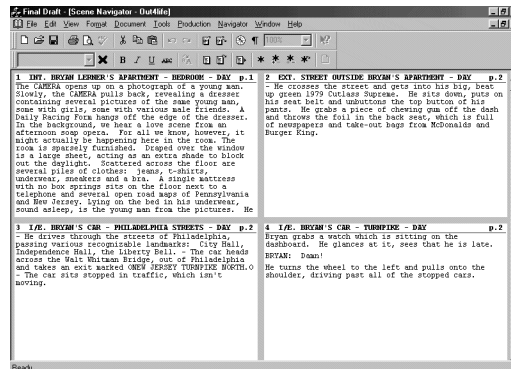 Final Draft - [Scene Navigator - Out4life]
File Edit View Format Document Tools Production Navigator Window Help
100%
B I U ABC
1 INT. BRYAN LERNER'S APARTMENT - BEDROOM - DAY p.1
The CAMERA opens up on a photograph of a young man.
Slowly, the CAMERA pulls back, revealing a dresser
containing several pictures of the same young man,
some with girls, some with various male friends. A
Daily Racing Form hangs off the edge of the dresser.
In the background, we hear a love scene from an
afternoon soap opera. For all we know, however, it
might actually be happening here in the room. The
room is sparsely furnished. Draped over the window
is a large sheet, acting as an extra shade to block
out the daylight. Scattered across the floor are
several piles of clothes: jeans, t-shirts,
underwear, sneakers and a bra. A single mattress
with no box springs sits on the floor next to a
telephone and several open road maps of Pennsylvania
and New Jersey. Lying on the bed in his underwear,
sound asleep, is the young man from the pictures. He
2 EXT. STREET OUTSIDE BRYAN'S APARTMENT - DAY p.2
- He crosses the street and gets into his big, beat
up green 1979 Cutlass Supreme. He sits down, puts on
his seat belt and unbuttons the top button of his
pants. He grabs a piece of chewing gum off the dash
and throws the foil in the back seat, which is full
of newspapers and take-out bags from McDonalds and
Burger King.
3 I/E. BRYAN'S CAR - PHILADELPHIA STREETS - DAY p.2
- He drives through the streets of Philadelphia,
passing various recognizable landmarks: City Hall,
Independence Hall, the Liberty Bell. - The car heads
across the Walt Whitman Bridge, out of Philadelphia
and takes an exit marked ONEW JERSEY TURNPIKE NORTH.O
- The car sits stopped in traffic, which isn't
moving.
4 I/E. BRYAN'S CAR - TURNPIKE - DAY p.2
Bryan grabs a watch which is sitting on the
dashboard. He glances at it, sees that he is late.
BRYAN: Damn!
He turns the wheel to the left and pulls onto the
shoulder, driving past all of the stopped cars.
Ready